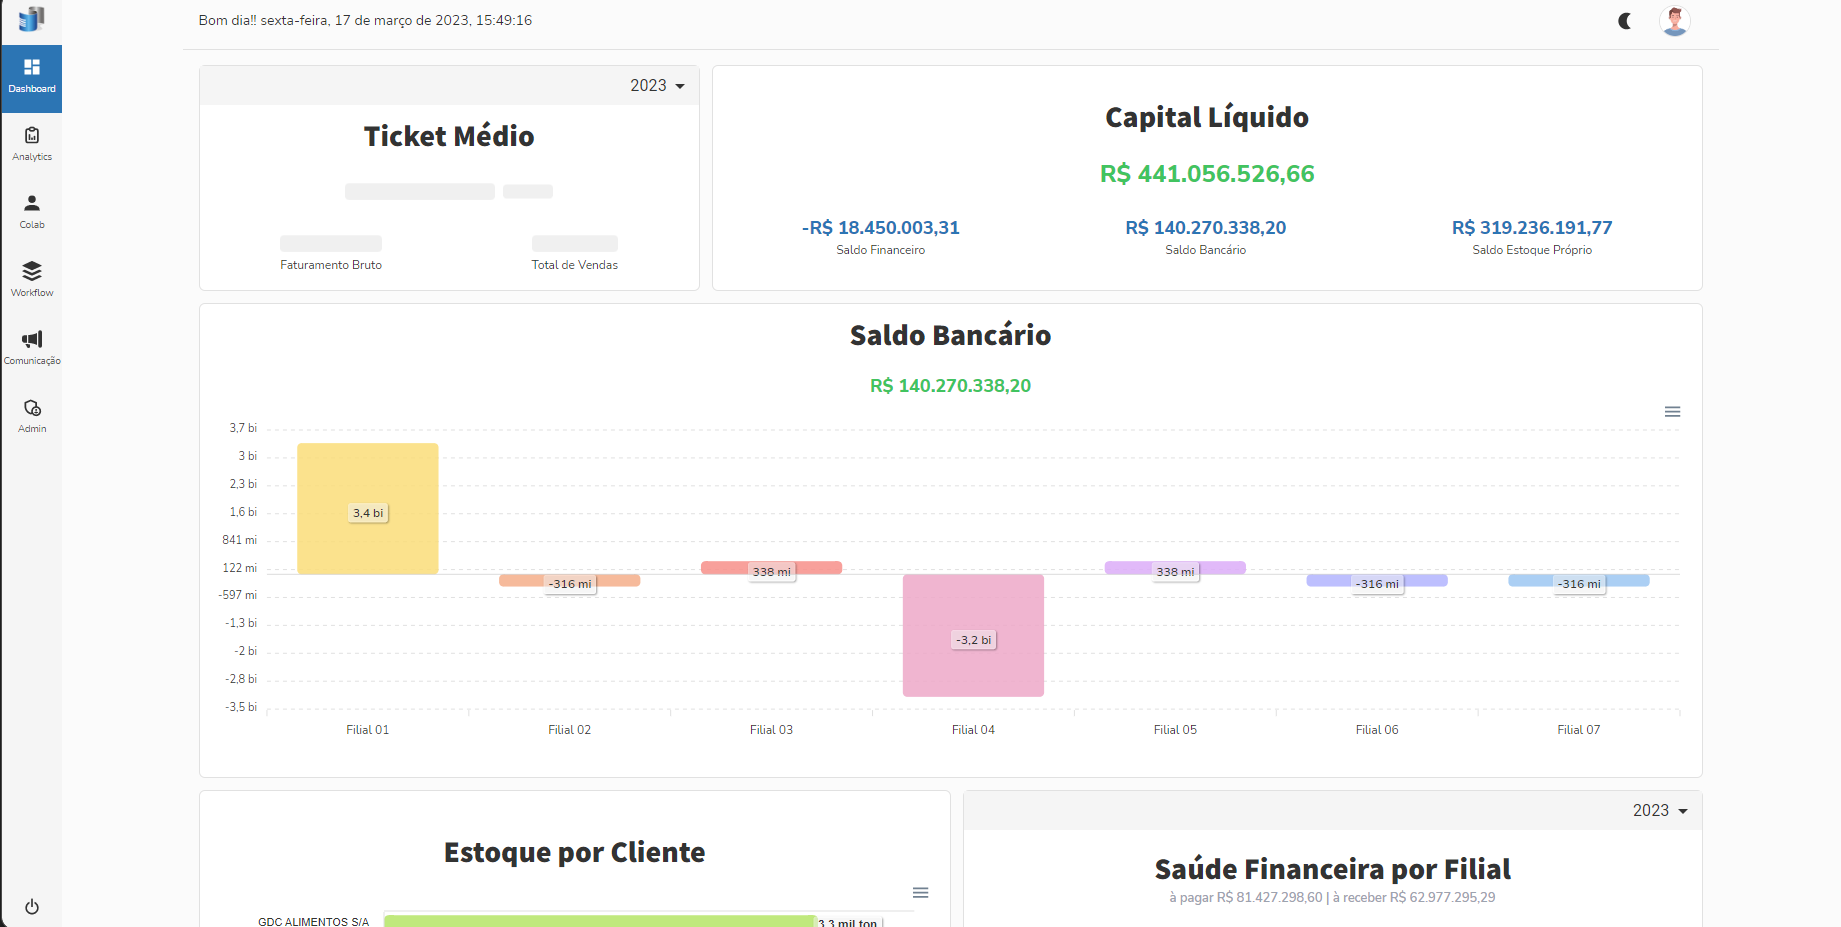 Bom dia!! sexta-feira, 17 de março de 2023, 15:49:16
Dashboard
Analytics
Colab
Workflow
Comunicação
Admin
2023
Ticket Médio
Faturamento Bruto
Total de Vendas
Capital Líquido
R$ 441.056.526,66
-R$ 18.450.003,31
Saldo Financeiro
R$ 140.270.338,20
Saldo Bancário
R$ 319.236.191,77
Saldo Estoque Próprio
Saldo Bancário
R$ 140.270.338,20
3,7 bi
3 bi
2,3 bi
1,6 bi
841 mi
122 mi
-597 mi
-1,3 bi
-2 bi
-2,8 bi
-3,5 bi
3,4 bi
-316 mi
338 mi
-3,2 bi
338 mi
-316 mi
-316 mi
Filial 01
Filial 02
Filial 03
Filial 04
Filial 05
Filial 06
Filial 07
Estoque por Cliente
GDC ALIMENTOS S/A
3,3 mil ton
2023
Saúde Financeira por Filial
à pagar R$ 81.427.298,60 | à receber R$ 62.977.295,29